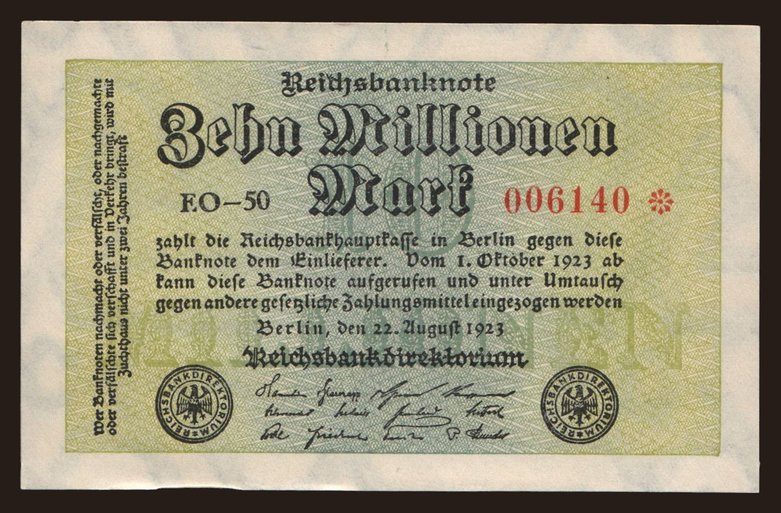 Reichsbanknote
Zehn Millionen
Mark
EO-50
006140 *
zahlt die Reichsbankhauptkasse in Berlin gegen diese
Banknote dem Einlieferer. Vom 1. Oktober 1923 ab
kann diese Banknote aufgerufen und unter Umtausch
gegen andere gesetzliche Zahlungsmittel eingezogen werden
Berlin, den 22. August 1923
Reichsbankdirektorium
REICHSBANKDIREKTORIUM
REICHSBANKDIREKTORIUM
Wer Banknoten nachmacht oder verfälscht, oder nachgemachte
oder verfälschte sich verschafft und in Verkehr bringt, wird mit
Zuchthaus nicht unter zwei Jahren bestraft